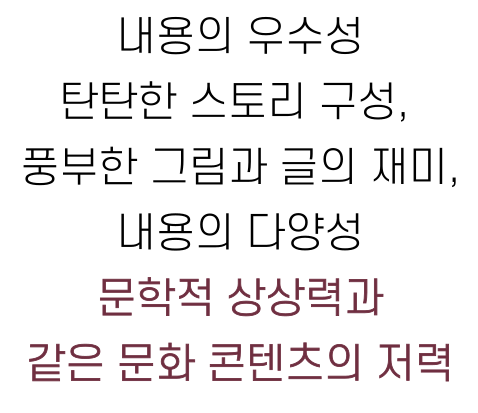 내용의 우수성
탄탄한 스토리 구성,
풍부한 그림과 글의 재미,
내용의 다양성
문학적 상상력과
같은 문화 콘텐츠의 저력